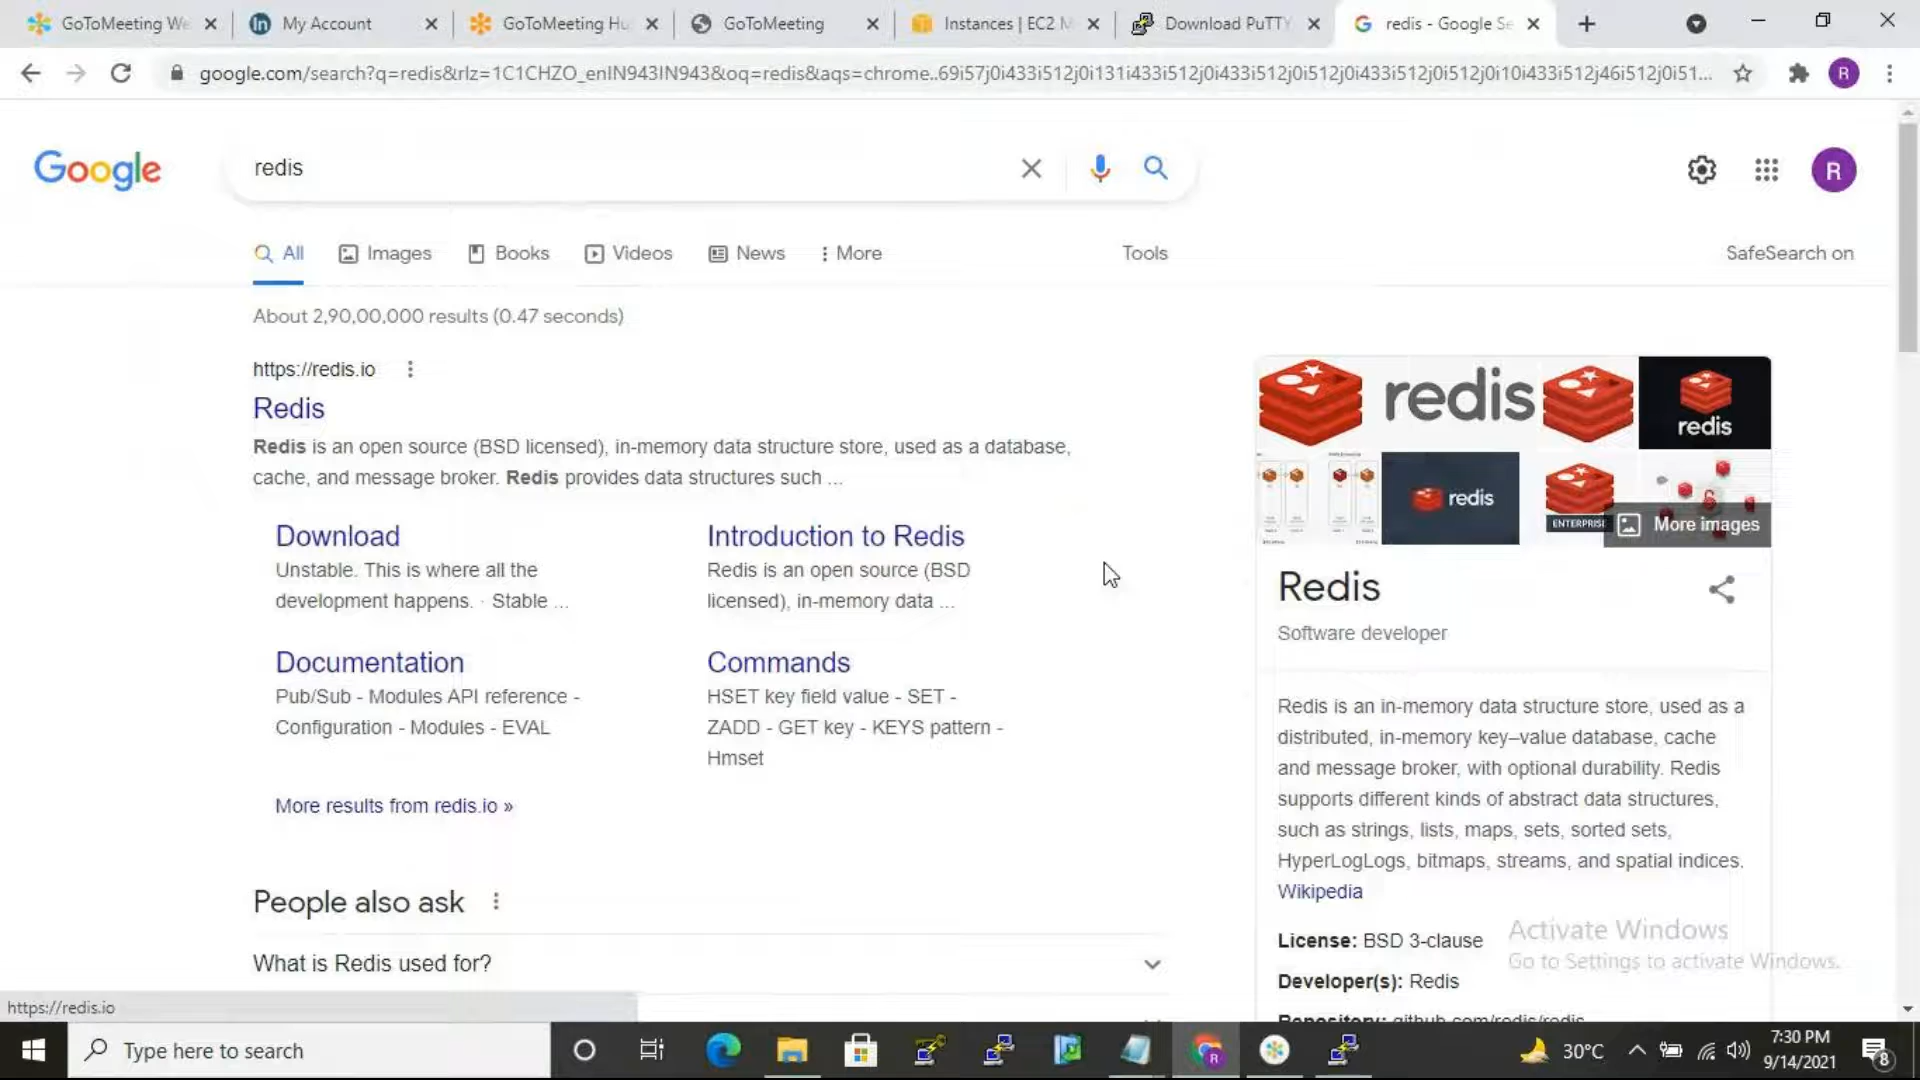 GoToMeeting We
My Account
GoToMeeting Hu
GoToMeeting
Instances | EC2 M
Download PuTTY
redis - Google Se
google.com/search?q=redis&rlz=1C1CHZO_enIN943IN943&oq=redis&aqs=chrome..69i57j0i433i512j0i131i433i512j0i512j0i433i512j0i512j0i10i433i512j46i512j0i51...
R
Google
redis
R
All
Images
Books
Videos
News
More
Tools
SafeSearch on
About 2,90,00,000 results (0.47 seconds)
https://redis.io
Redis
Redis is an open source (BSD licensed), in-memory data structure store, used as a database,
cache, and message broker. Redis provides data structures such ...
Download
Unstable. This is where all the
development happens. · Stable ...
Introduction to Redis
Redis is an open source (BSD
licensed), in-memory data ...
Documentation
Pub/Sub - Modules API reference -
Configuration - Modules - EVAL
Commands
HSET key field value - SET -
ZADD - GET key - KEYS pattern -
Hmset
More results from redis.io »
People also ask
What is Redis used for?
redis
redis
redis
ENTERPRISE
More images
Redis
Software developer
Redis is an in-memory data structure store, used as a
distributed, in-memory key–value database, cache
and message broker, with optional durability. Redis
supports different kinds of abstract data structures,
such as strings, lists, maps, sets, sorted sets,
HyperLogLogs, bitmaps, streams, and spatial indices.
Wikipedia
License: BSD 3-clause
Developer(s): Redis
Repository: github.com/redis/redis
Activate Windows
Go to Settings to activate Windows.
https://redis.io
Type here to search
R
30°C
7:30 PM
9/14/2021
8